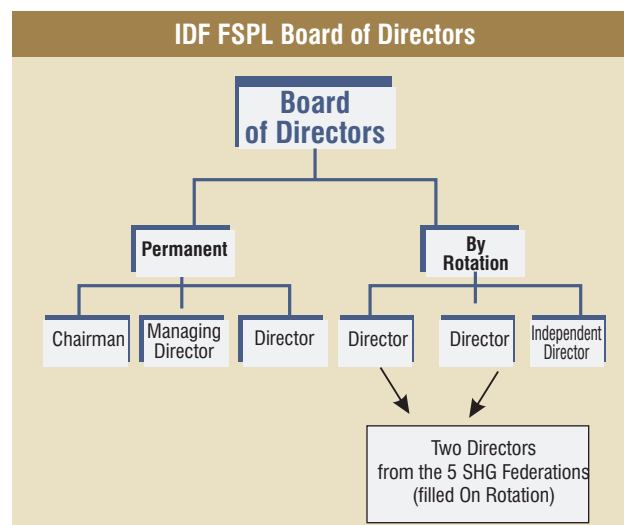 IDF FSPL Board of Directors
Board
of Directors
Permanent
By
Rotation
Chairman
Managing
Director
Director
Director
Director
Independent
Director
Two Directors
from the 5 SHG Federations
(filled On Rotation)